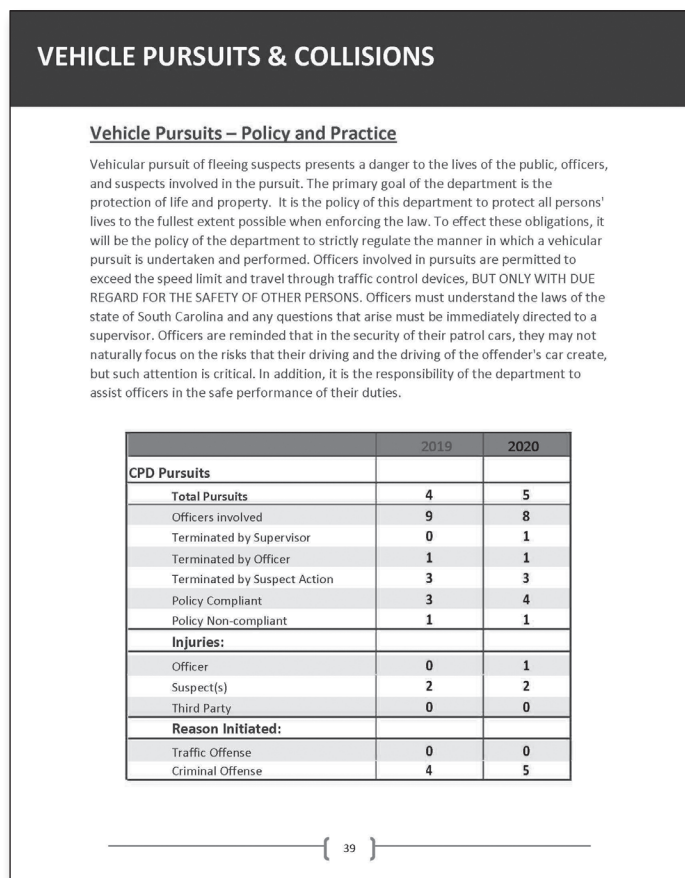 VEHICLE PURSUITS & COLLISIONS
Vehicle Pursuits – Policy and Practice
Vehicular pursuit of fleeing suspects presents a danger to the lives of the public, officers,
and suspects involved in the pursuit. The primary goal of the department is the
protection of life and property.  It is the policy of this department to protect all persons'
lives to the fullest extent possible when enforcing the law. To effect these obligations, it
will be the policy of the department to strictly regulate the manner in which a vehicular
pursuit is undertaken and performed. Officers involved in pursuits are permitted to
exceed the speed limit and travel through traffic control devices, BUT ONLY WITH DUE
REGARD FOR THE SAFETY OF OTHER PERSONS. Officers must understand the laws of the
state of South Carolina and any questions that arise must be immediately directed to a
supervisor. Officers are reminded that in the security of their patrol cars, they may not
naturally focus on the risks that their driving and the driving of the offender's car create,
but such attention is critical. In addition, it is the responsibility of the department to
assist officers in the safe performance of their duties.
2019 2020
CPD Pursuits
Total Pursuits 4 5
Officers involved 9 8
Terminated by Supervisor 0 1
Terminated by Officer 1 1
Terminated by Suspect Action 3 3
Policy Compliant 3 4
Policy Non-compliant 1 1
Injuries:
Officer 0 1
Suspect(s) 2 2
Third Party 0 0
Reason Initiated:
Traffic Offense 0 0
Criminal Offense 4 5
39